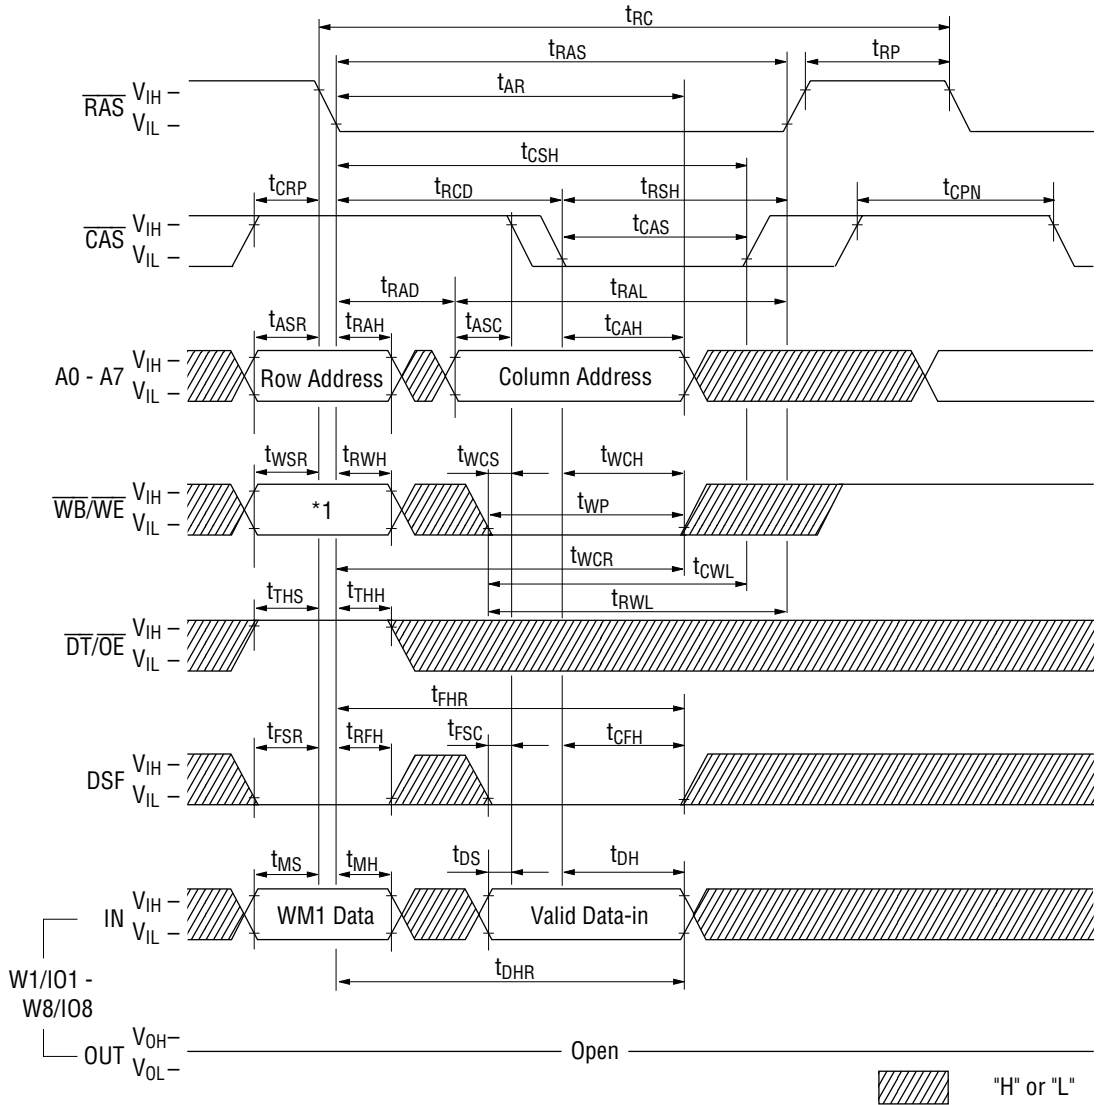 tRC
tRAS
tRP
tAR
RAS VIH –
VIL –
tCSH
tCRP tRCD tRSH tCPN
tCAS
CAS VIH –
VIL –
tRAD tRAL
tASR tRAH tASC tCAH
A0 - A7 VIH –
VIL –
Row Address Column Address
tWSR tRWH tWCS tWCH
WB/WE VIH –
VIL –
*1 tWP
tWCR
tCWL
tTHS tTHH tRWL
DT/OE VIH –
VIL –
tFHR
tFSR tRFH tFSC tCFH
DSF VIH –
VIL –
tMS tMH tDS tDH
IN VIH –
VIL –
WM1 Data Valid Data-in
tDHR
W1/IO1 -
W8/IO8
OUT VOH–
VOL–
Open
"H" or "L"